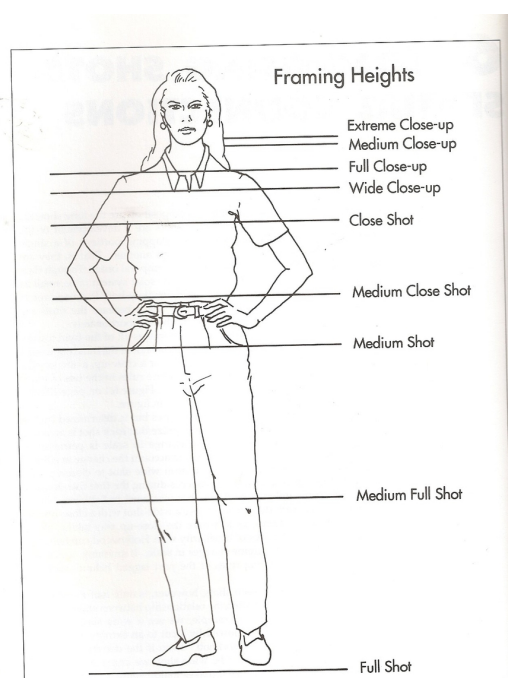 Framing Heights
Extreme Close-up
Medium Close-up
Full Close-up
Wide Close-up
Close Shot
Medium Close Shot
Medium Shot
Medium Full Shot
Full Shot